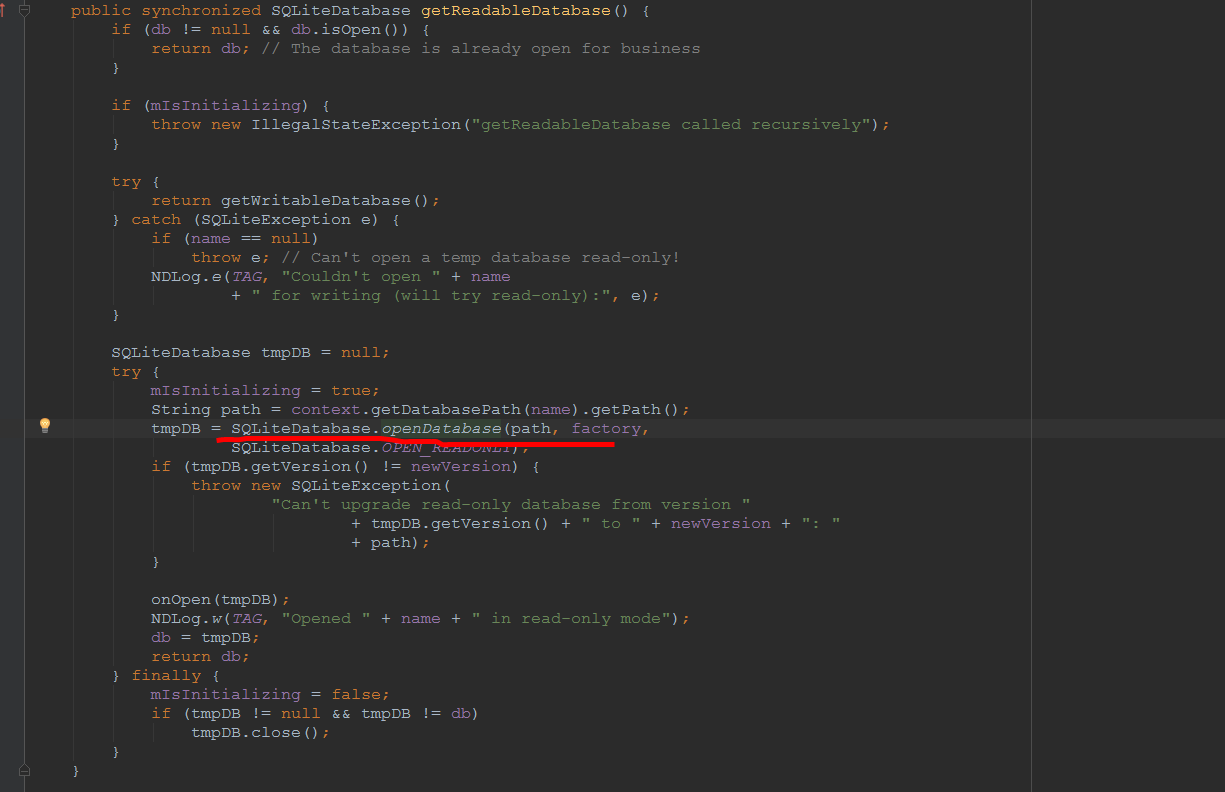 public synchronized SQLiteDatabase getReadableDatabase() {
if (db != null && db.isOpen()) {
return db; // The database is already open for business
}
if (mIsInitializing) {
throw new IllegalStateException("getReadableDatabase called recursively");
}
try {
return getWritableDatabase();
} catch (SQLiteException e) {
if (name == null)
throw e; // Can't open a temp database read-only!
NDLog.e(TAG, "Couldn't open " + name
+ " for writing (will try read-only):", e);
}
SQLiteDatabase tmpDB = null;
try {
mIsInitializing = true;
String path = context.getDatabasePath(name).getPath();
tmpDB = SQLiteDatabase.openDatabase(path, factory,
SQLiteDatabase.OPEN_READONLY);
if (tmpDB.getVersion() != newVersion) {
throw new SQLiteException(
"Can't upgrade read-only database from version "
+ tmpDB.getVersion() + " to " + newVersion + ": "
+ path);
}
onOpen(tmpDB);
NDLog.w(TAG, "Opened " + name + " in read-only mode");
db = tmpDB;
return db;
} finally {
mIsInitializing = false;
if (tmpDB != null && tmpDB != db)
tmpDB.close();
}
}